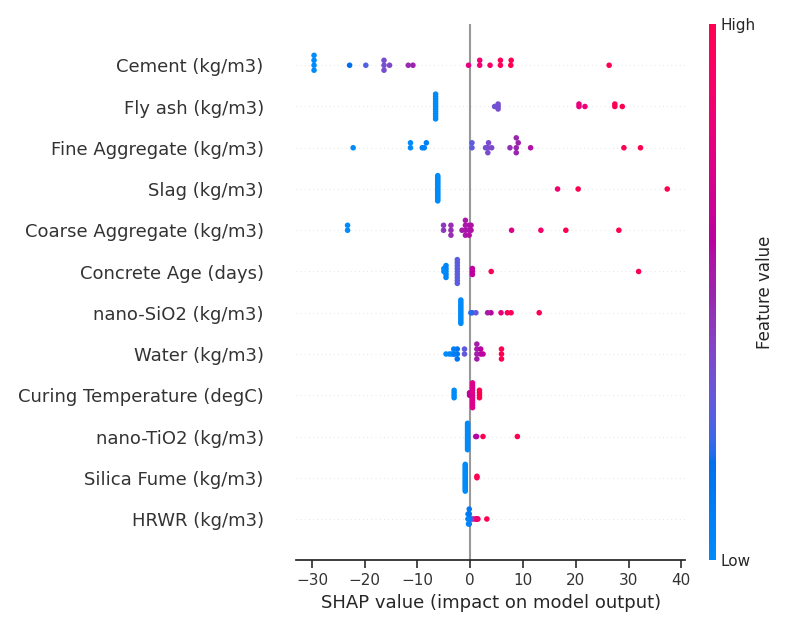 High
Cement (kg/m3)
Fly ash (kg/m3)
Fine Aggregate (kg/m3)
Slag (kg/m3)
Coarse Aggregate (kg/m3)
Concrete Age (days)
nano-SiO2 (kg/m3)
Water (kg/m3)
Curing Temperature (degC)
nano-TiO2 (kg/m3)
Silica Fume (kg/m3)
HRWR (kg/m3)
Feature value
Low
−30 −20 −10 0 10 20 30 40
SHAP value (impact on model output)